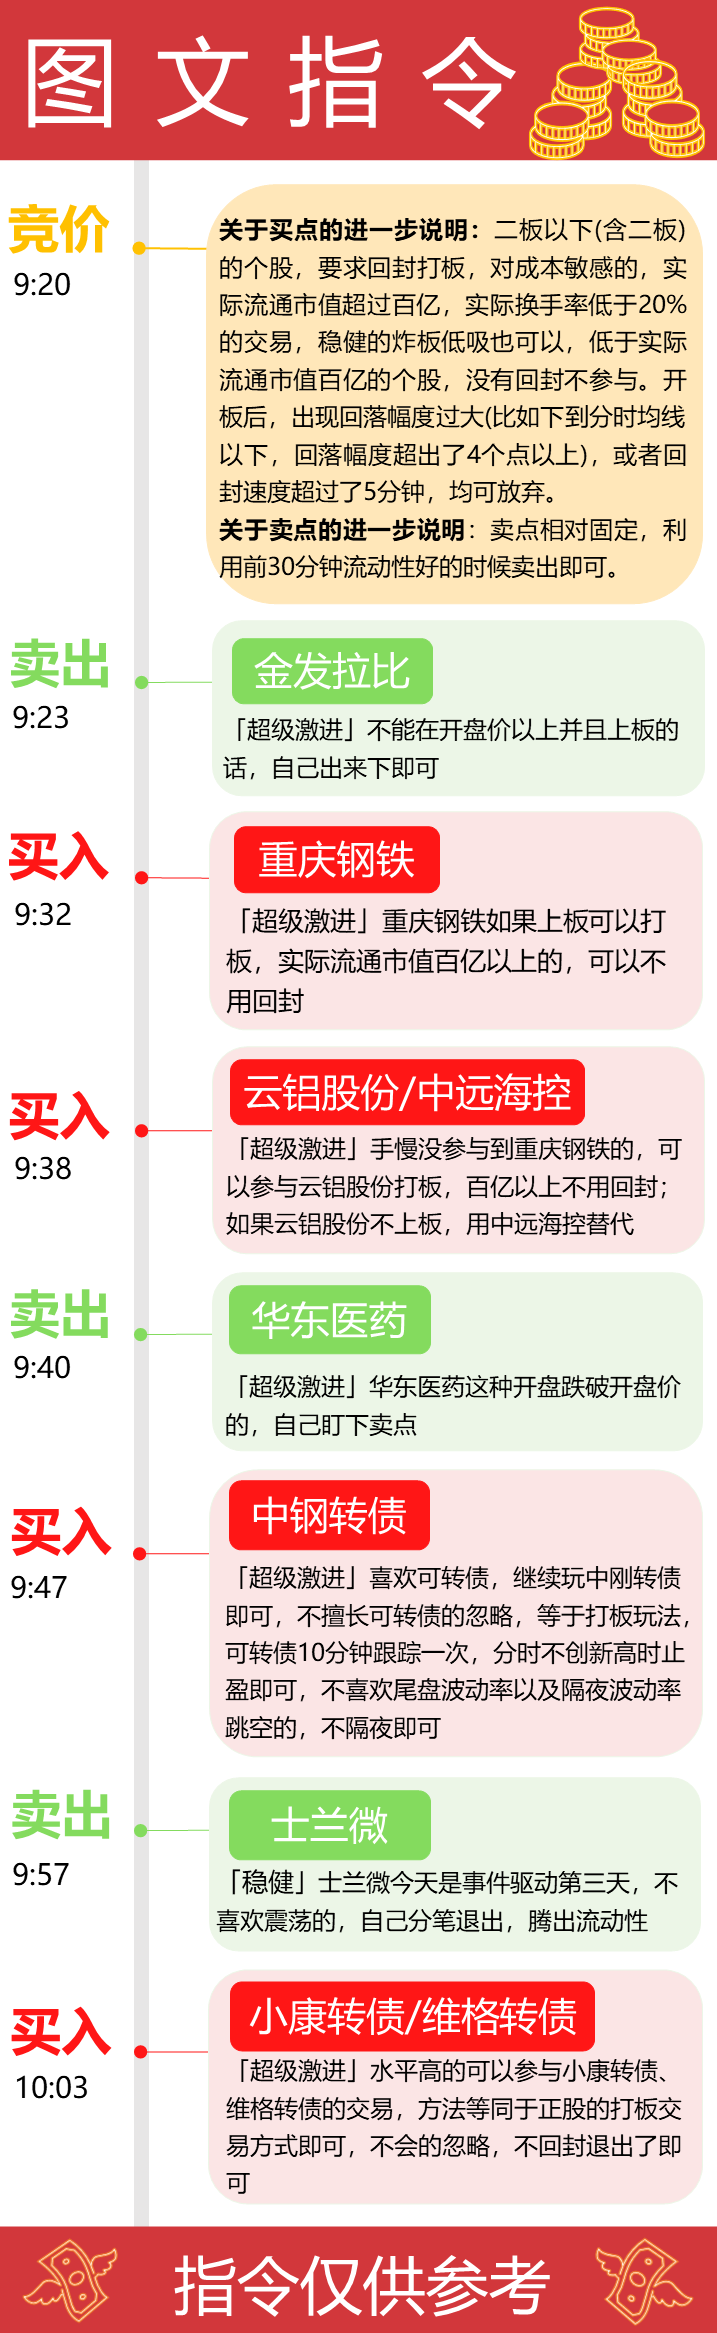 图文指令
竞价
9:20
关于买点的进一步说明：二板以下(含二板)
的个股，要求回封打板，对成本敏感的，实
际流通市值超过百亿，实际换手率低于20%
的交易，稳健的炸板低吸也可以，低于实际
流通市值百亿的个股，没有回封不参与。开
板后，出现回落幅度过大(比如下到分时均线
以下，回落幅度超出了4个点以上)，或者回
封速度超过了5分钟，均可放弃。
关于卖点的进一步说明：卖点相对固定，利
用前30分钟流动性好的时候卖出即可。
卖出
9:23
金发拉比
「超级激进」不能在开盘价以上并且上板的
话，自己出来下即可
买入
9:32
重庆钢铁
「超级激进」重庆钢铁如果上板可以打
板，实际流通市值百亿以上的，可以不
用回封
买入
9:38
云铝股份/中远海控
「超级激进」手慢没参与到重庆钢铁的，可
以参与云铝股份打板，百亿以上不用回封；
如果云铝股份不上板，用中远海控替代
卖出
9:40
华东医药
「超级激进」华东医药这种开盘跌破开盘价
的，自己盯下卖点
买入
9:47
中钢转债
「超级激进」喜欢可转债，继续玩中刚转债
即可，不擅长可转债的忽略，等于打板玩法，
可转债10分钟跟踪一次，分时不创新高时止
盈即可，不喜欢尾盘波动率以及隔夜波动率
跳空的，不隔夜即可
卖出
9:57
士兰微
「稳健」士兰微今天是事件驱动第三天，不
喜欢震荡的，自己分笔退出，腾出流动性
买入
10:03
小康转债/维格转债
「超级激进」水平高的可以参与小康转债、
维格转债的交易，方法等同于正股的打板交
易方式即可，不会的忽略，不回封退出了即
可
指令仅供参考